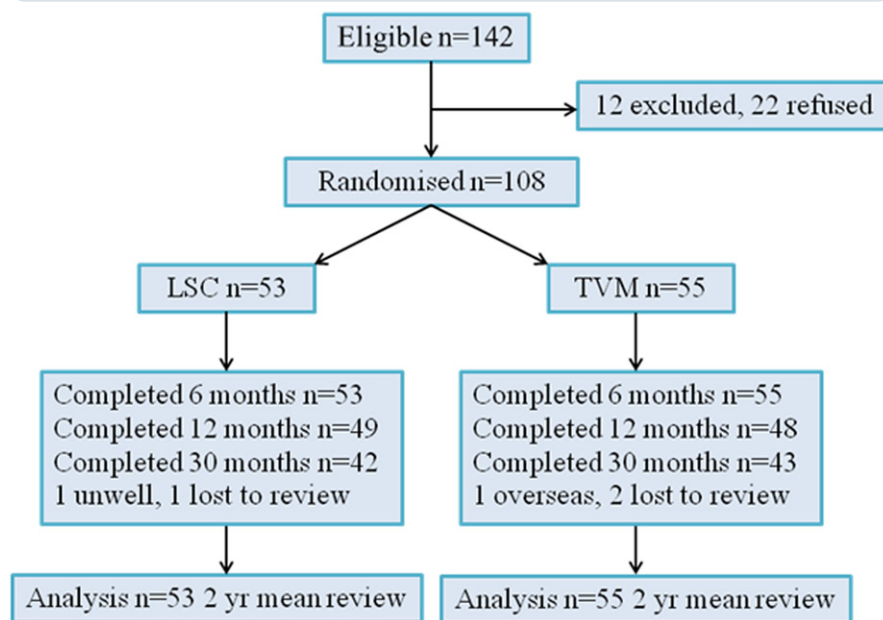 Eligible n=142
12 excluded, 22 refused
Randomised n=108
LSC n=53
TVM n=55
Completed 6 months n=53
Completed 12 months n=49
Completed 30 months n=42
1 unwell, 1 lost to review
Completed 6 months n=55
Completed 12 months n=48
Completed 30 months n=43
1 overseas, 2 lost to review
Analysis n=53 2 yr mean review
Analysis n=55 2 yr mean review